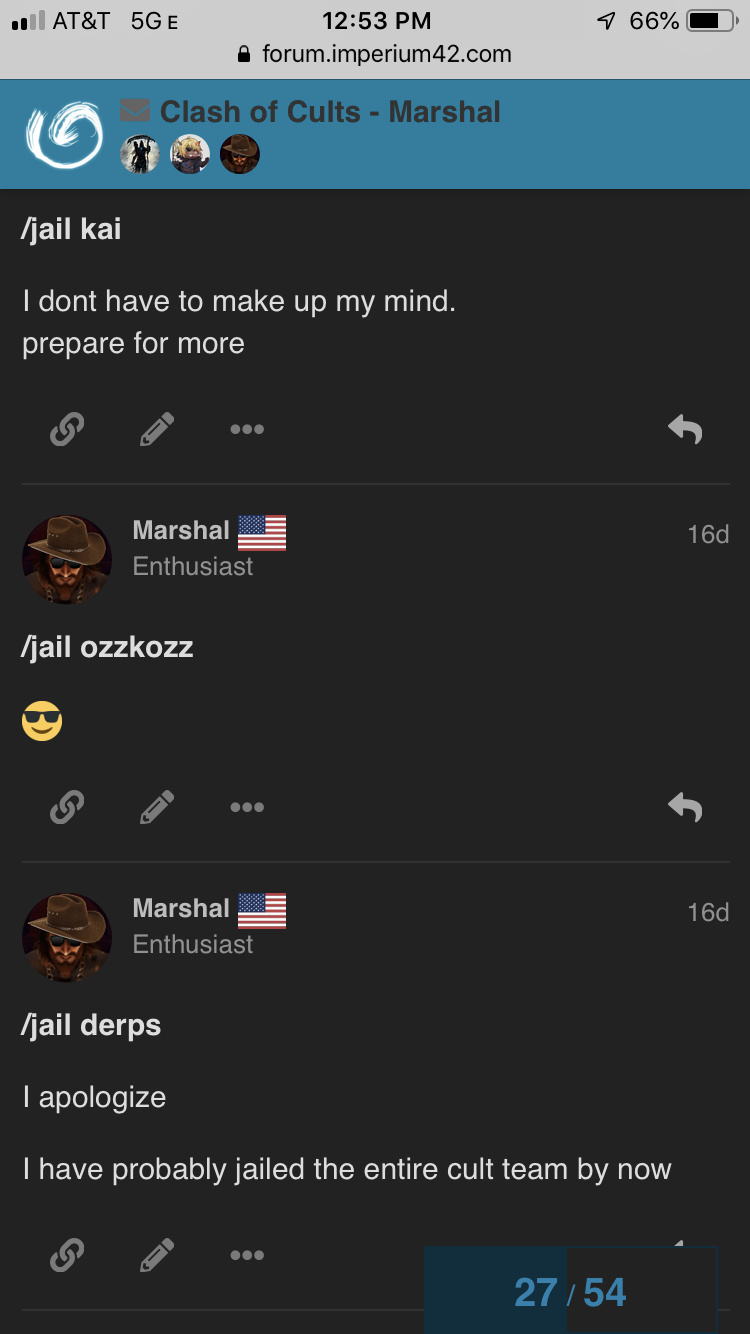 AT&T 5G E 12:53 PM 66%
forum.imperium42.com
Clash of Cults - Marshal
/jail kai
I dont have to make up my mind.
prepare for more
Marshal 16d
Enthusiast
/jail ozzkozz
Marshal 16d
Enthusiast
/jail derps
I apologize
I have probably jailed the entire cult team by now
27 / 54